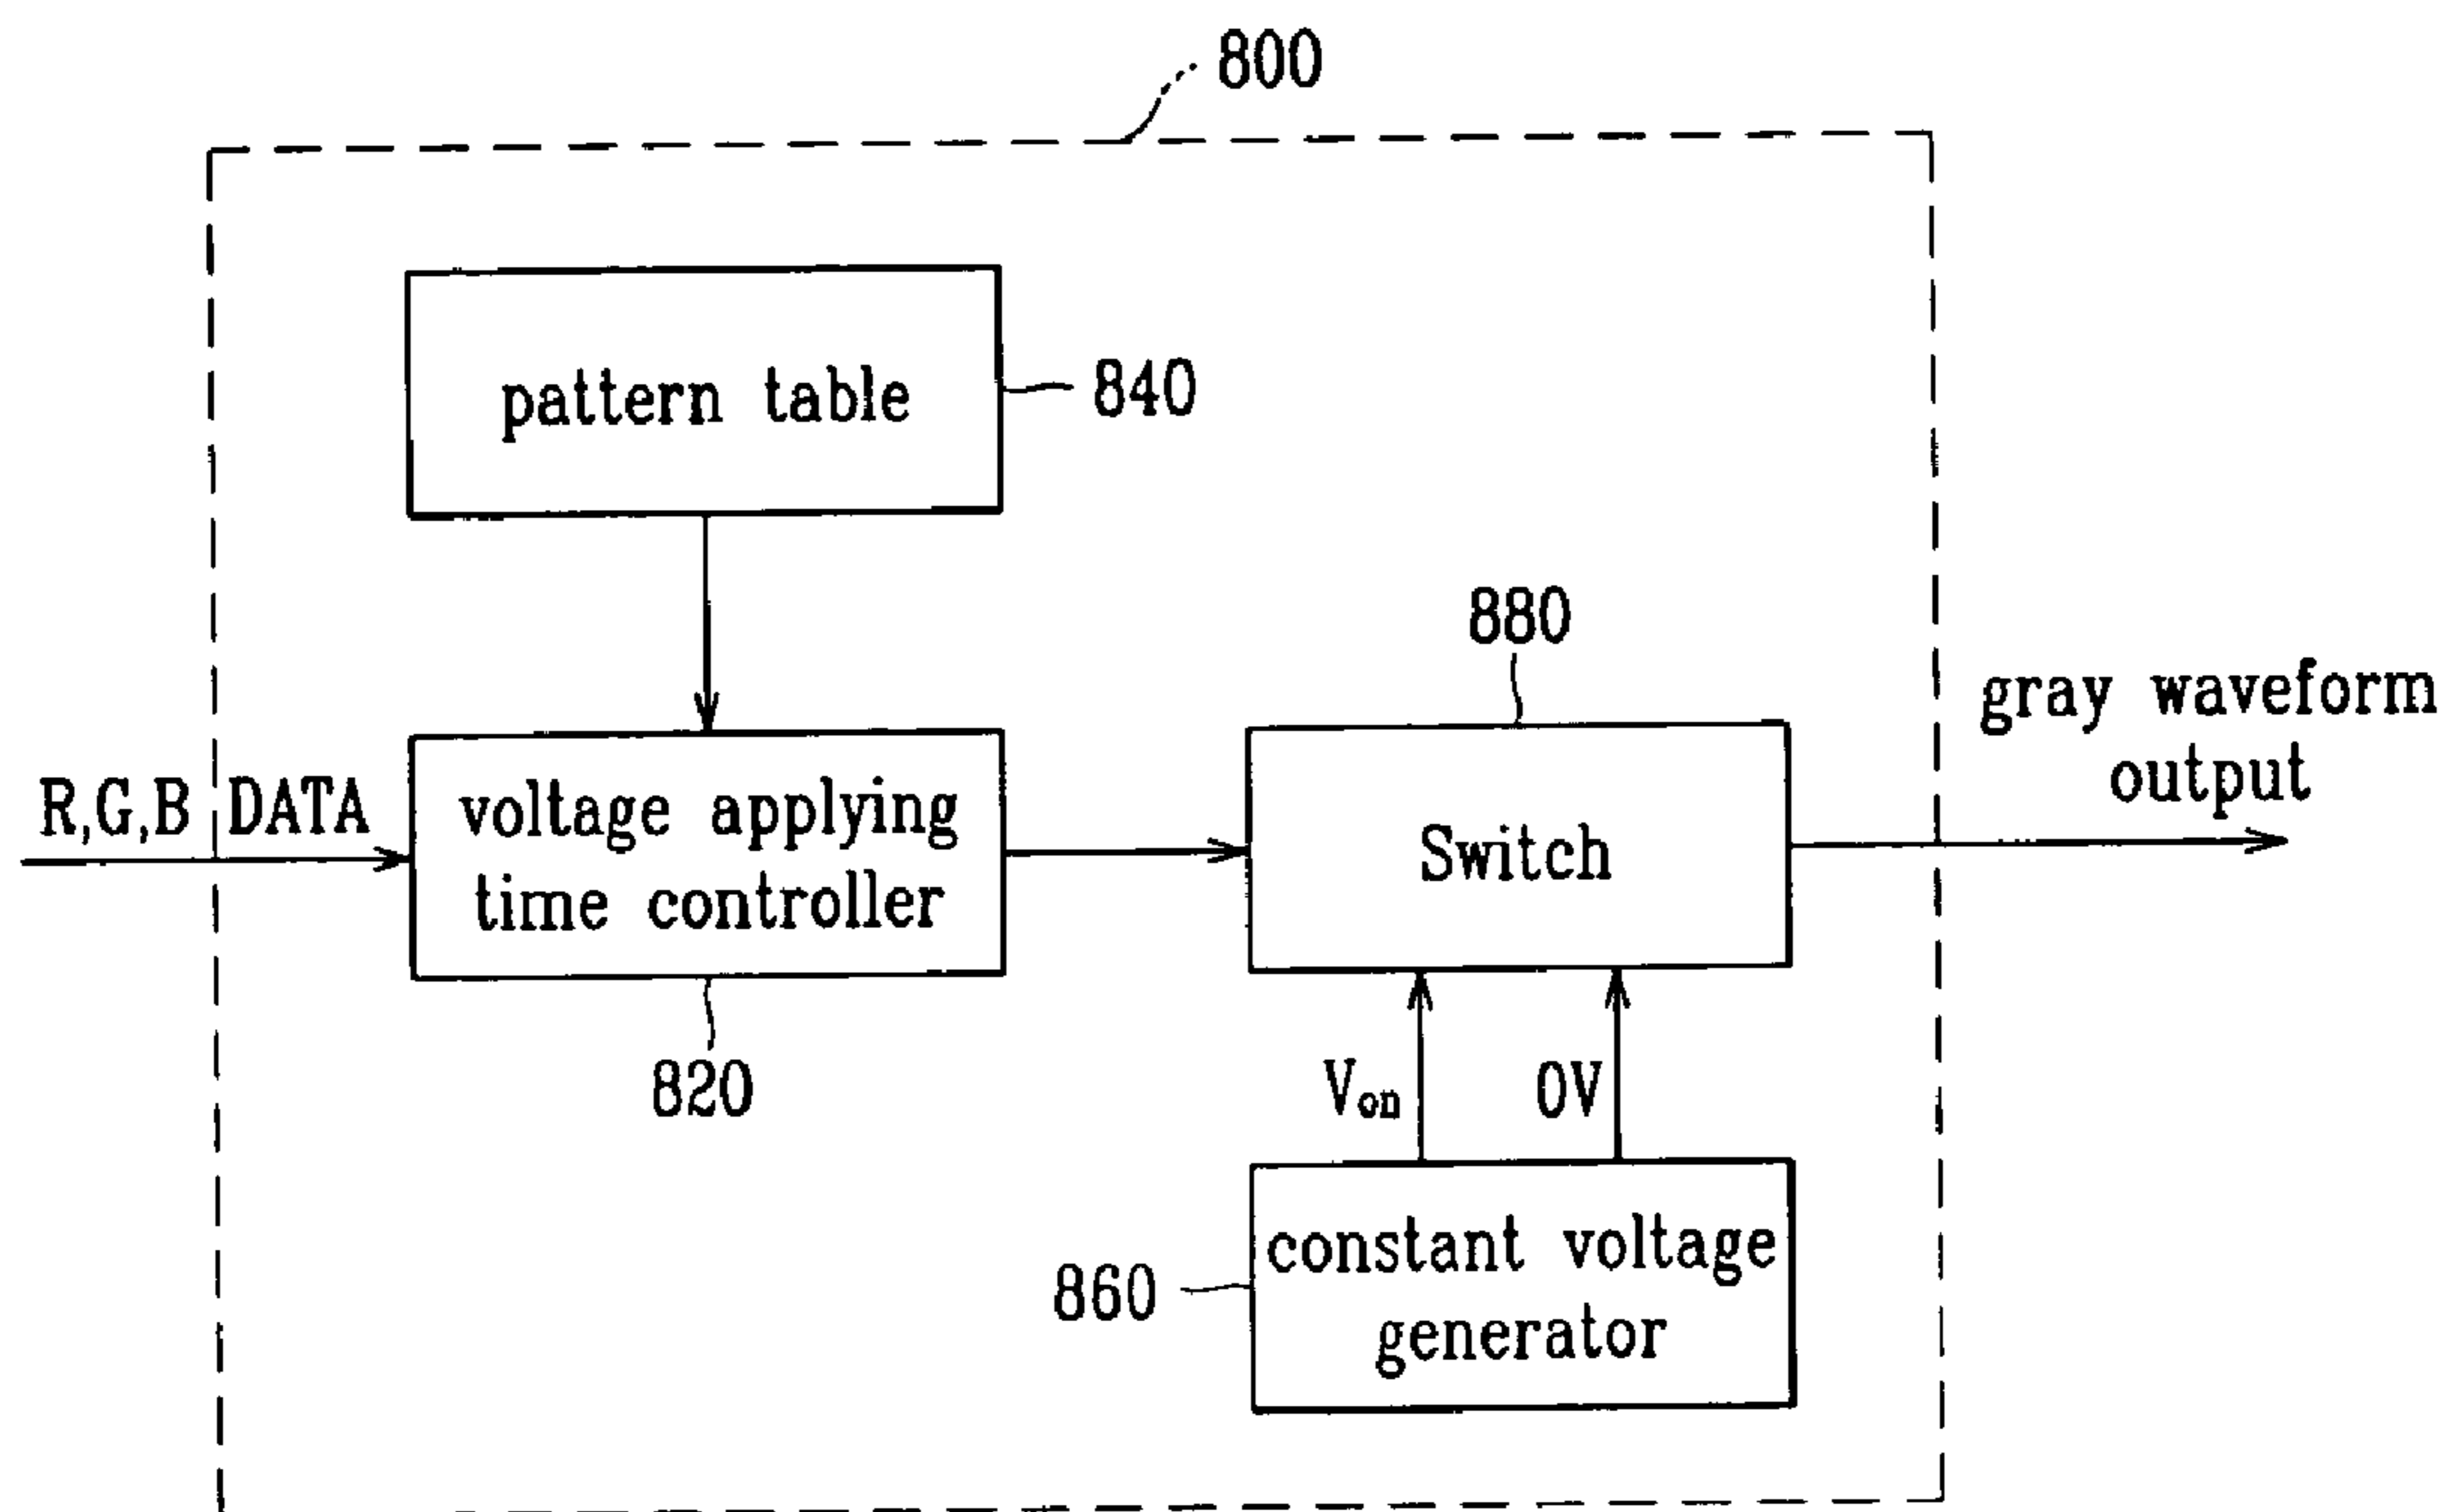 800
pattern table
840
880
gray waveform
output
R,G,B DATA
voltage applying
time controller
Switch
820
Von
0V
860
constant voltage
generator